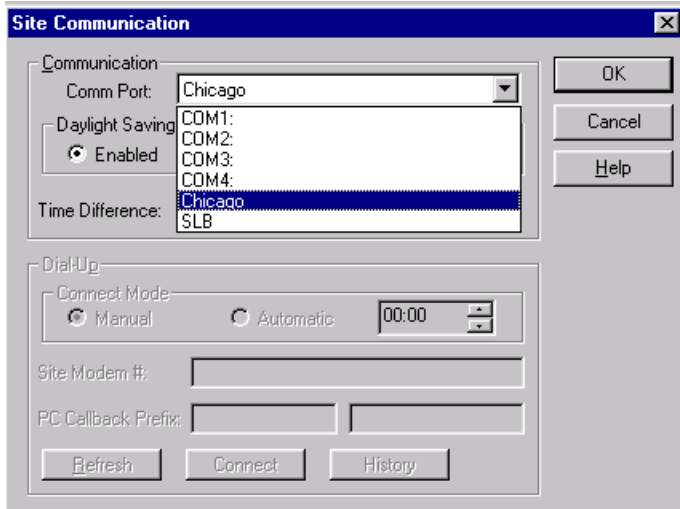 Site Communication
Communication
Comm Port: Chicago
COM1:
COM2:
COM3:
COM4:
Chicago
SLB
Daylight Saving
Enabled
Time Difference:
OK
Cancel
Help
Dial-Up
Connect Mode
Manual Automatic 00:00
Site Modem #:
PC Callback Prefix:
Refresh Connect History